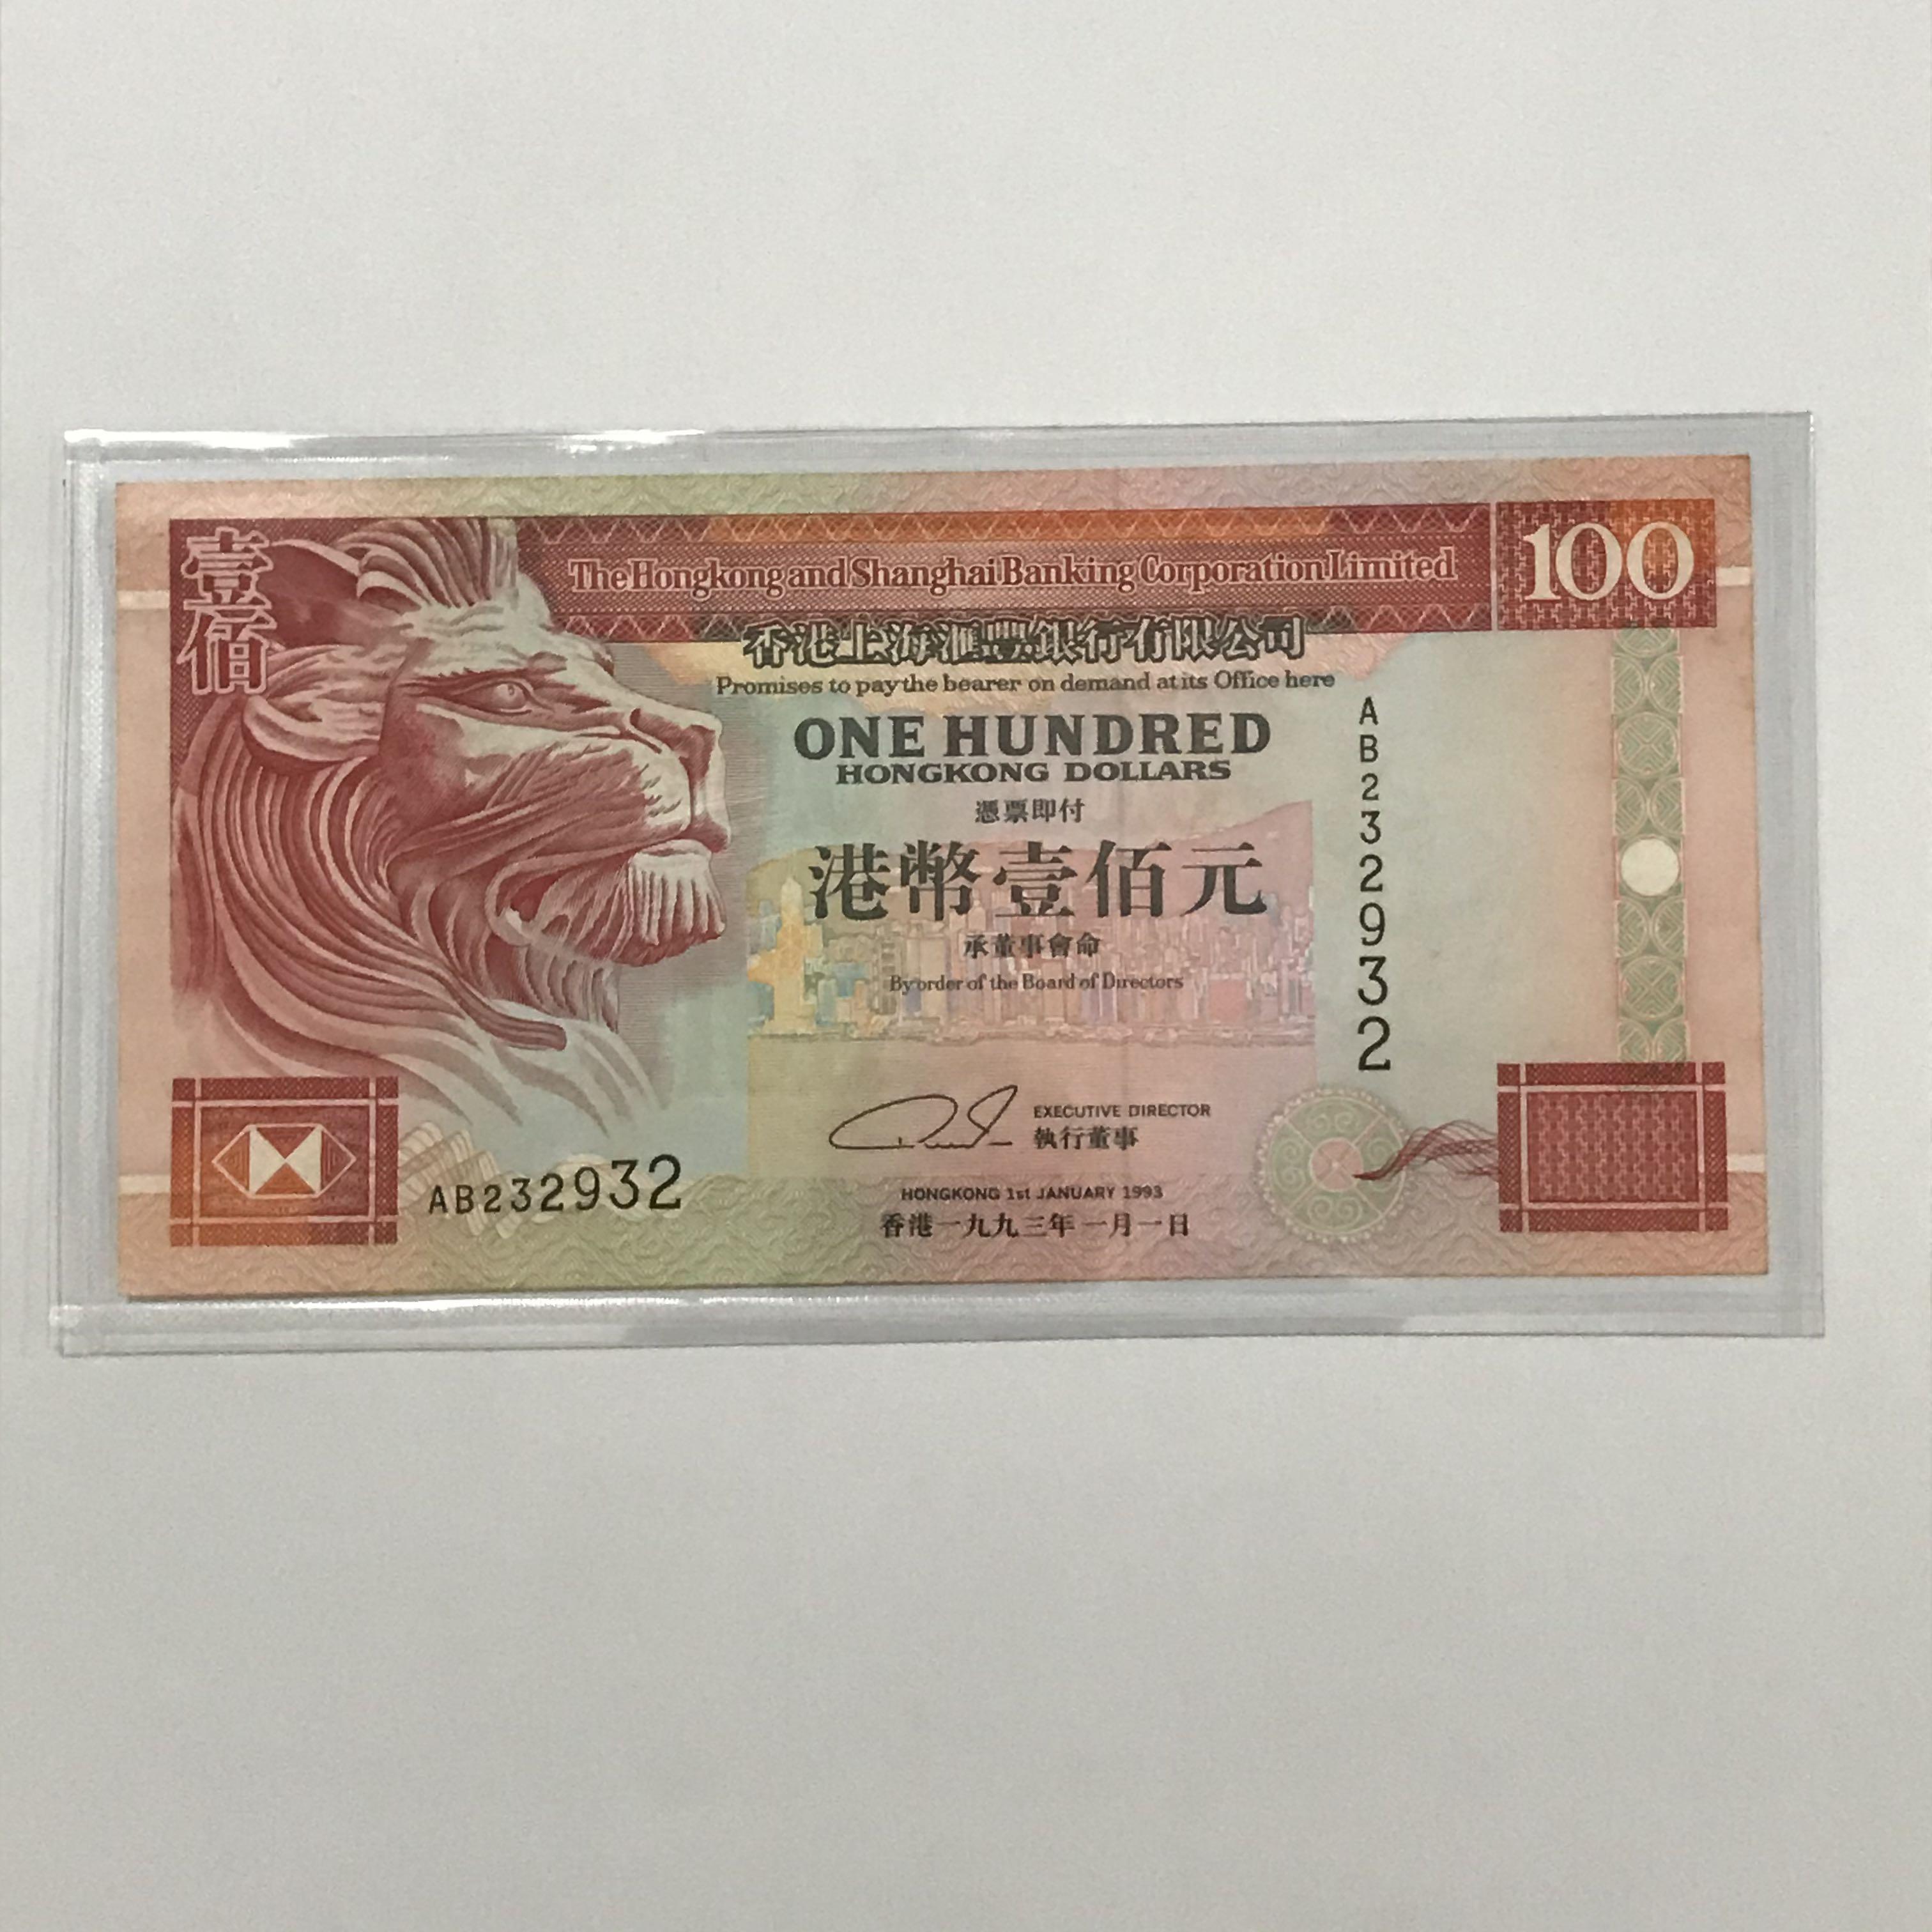 壹佰
The Hongkong and Shanghai Banking Corporation Limited
100
香港上海滙豐銀行有限公司
Promises to pay the bearer on demand at its Office here
ONE HUNDRED
HONGKONG DOLLARS
憑票即付
港幣壹佰元
承董事會命
By order of the Board of Directors
AB232932
EXECUTIVE DIRECTOR
執行董事
AB232932
HONGKONG 1st JANUARY 1993
香港一九九三年一月一日